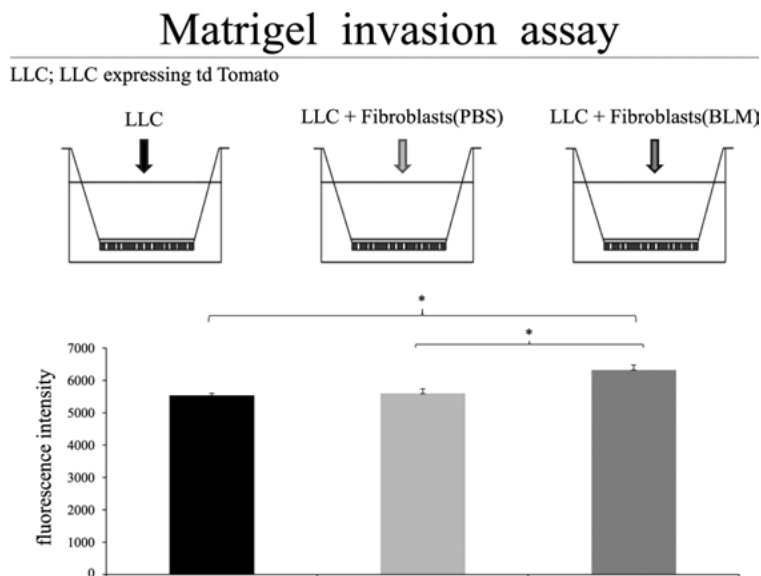 Matrigel invasion assay
LLC; LLC expressing td Tomato
LLC
LLC + Fibroblasts(PBS)
LLC + Fibroblasts(BLM)
*
*
fluorescence intensity
7000
6000
5000
4000
3000
2000
1000
0